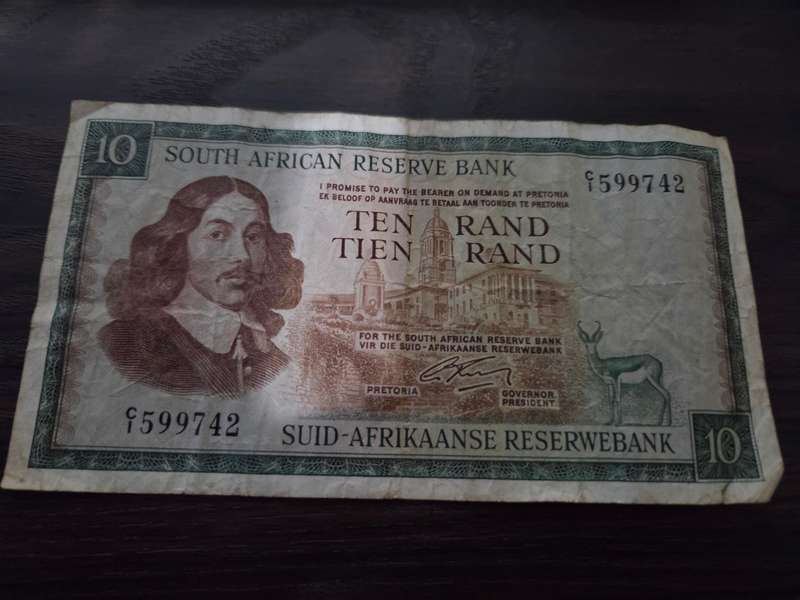 10
SOUTH AFRICAN RESERVE BANK
I PROMISE TO PAY THE BEARER ON DEMAND AT PRETORIA
EK BELOOF OP AANVRAAG TE BETAAL AAN TOONDER TE PRETORIA
C/1 599742
TEN RAND
TIEN RAND
FOR THE SOUTH AFRICAN RESERVE BANK
VIR DIE SUID-AFRIKAANSE RESERWEBANK
PRETORIA
GOVERNOR.
PRESIDENT.
C/1 599742
SUID-AFRIKAANSE RESERWEBANK
10